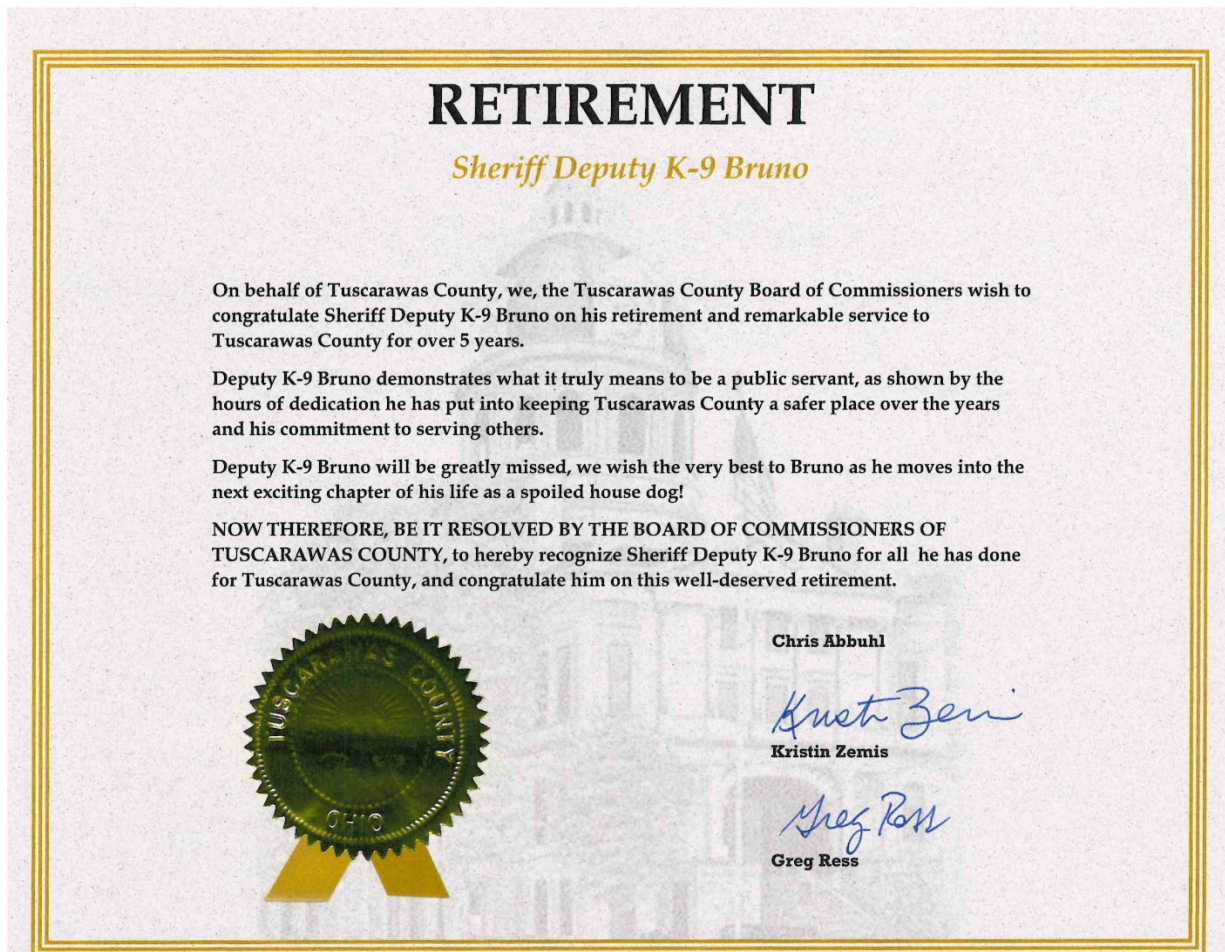 RETIREMENT
Sheriff Deputy K-9 Bruno
On behalf of Tuscarawas County, we, the Tuscarawas County Board of Commissioners wish to
congratulate Sheriff Deputy K-9 Bruno on his retirement and remarkable service to
Tuscarawas County for over 5 years.
Deputy K-9 Bruno demonstrates what it truly means to be a public servant, as shown by the
hours of dedication he has put into keeping Tuscarawas County a safer place over the years
and his commitment to serving others.
Deputy K-9 Bruno will be greatly missed, we wish the very best to Bruno as he moves into the
next exciting chapter of his life as a spoiled house dog!
NOW THEREFORE, BE IT RESOLVED BY THE BOARD OF COMMISSIONERS OF
TUSCARAWAS COUNTY, to hereby recognize Sheriff Deputy K-9 Bruno for all he has done
for Tuscarawas County, and congratulate him on this well-deserved retirement.
TUSCARAWAS COUNTY
OHIO
Chris Abbuhl
Kristin Zemis
Greg Ress
Greg Ress